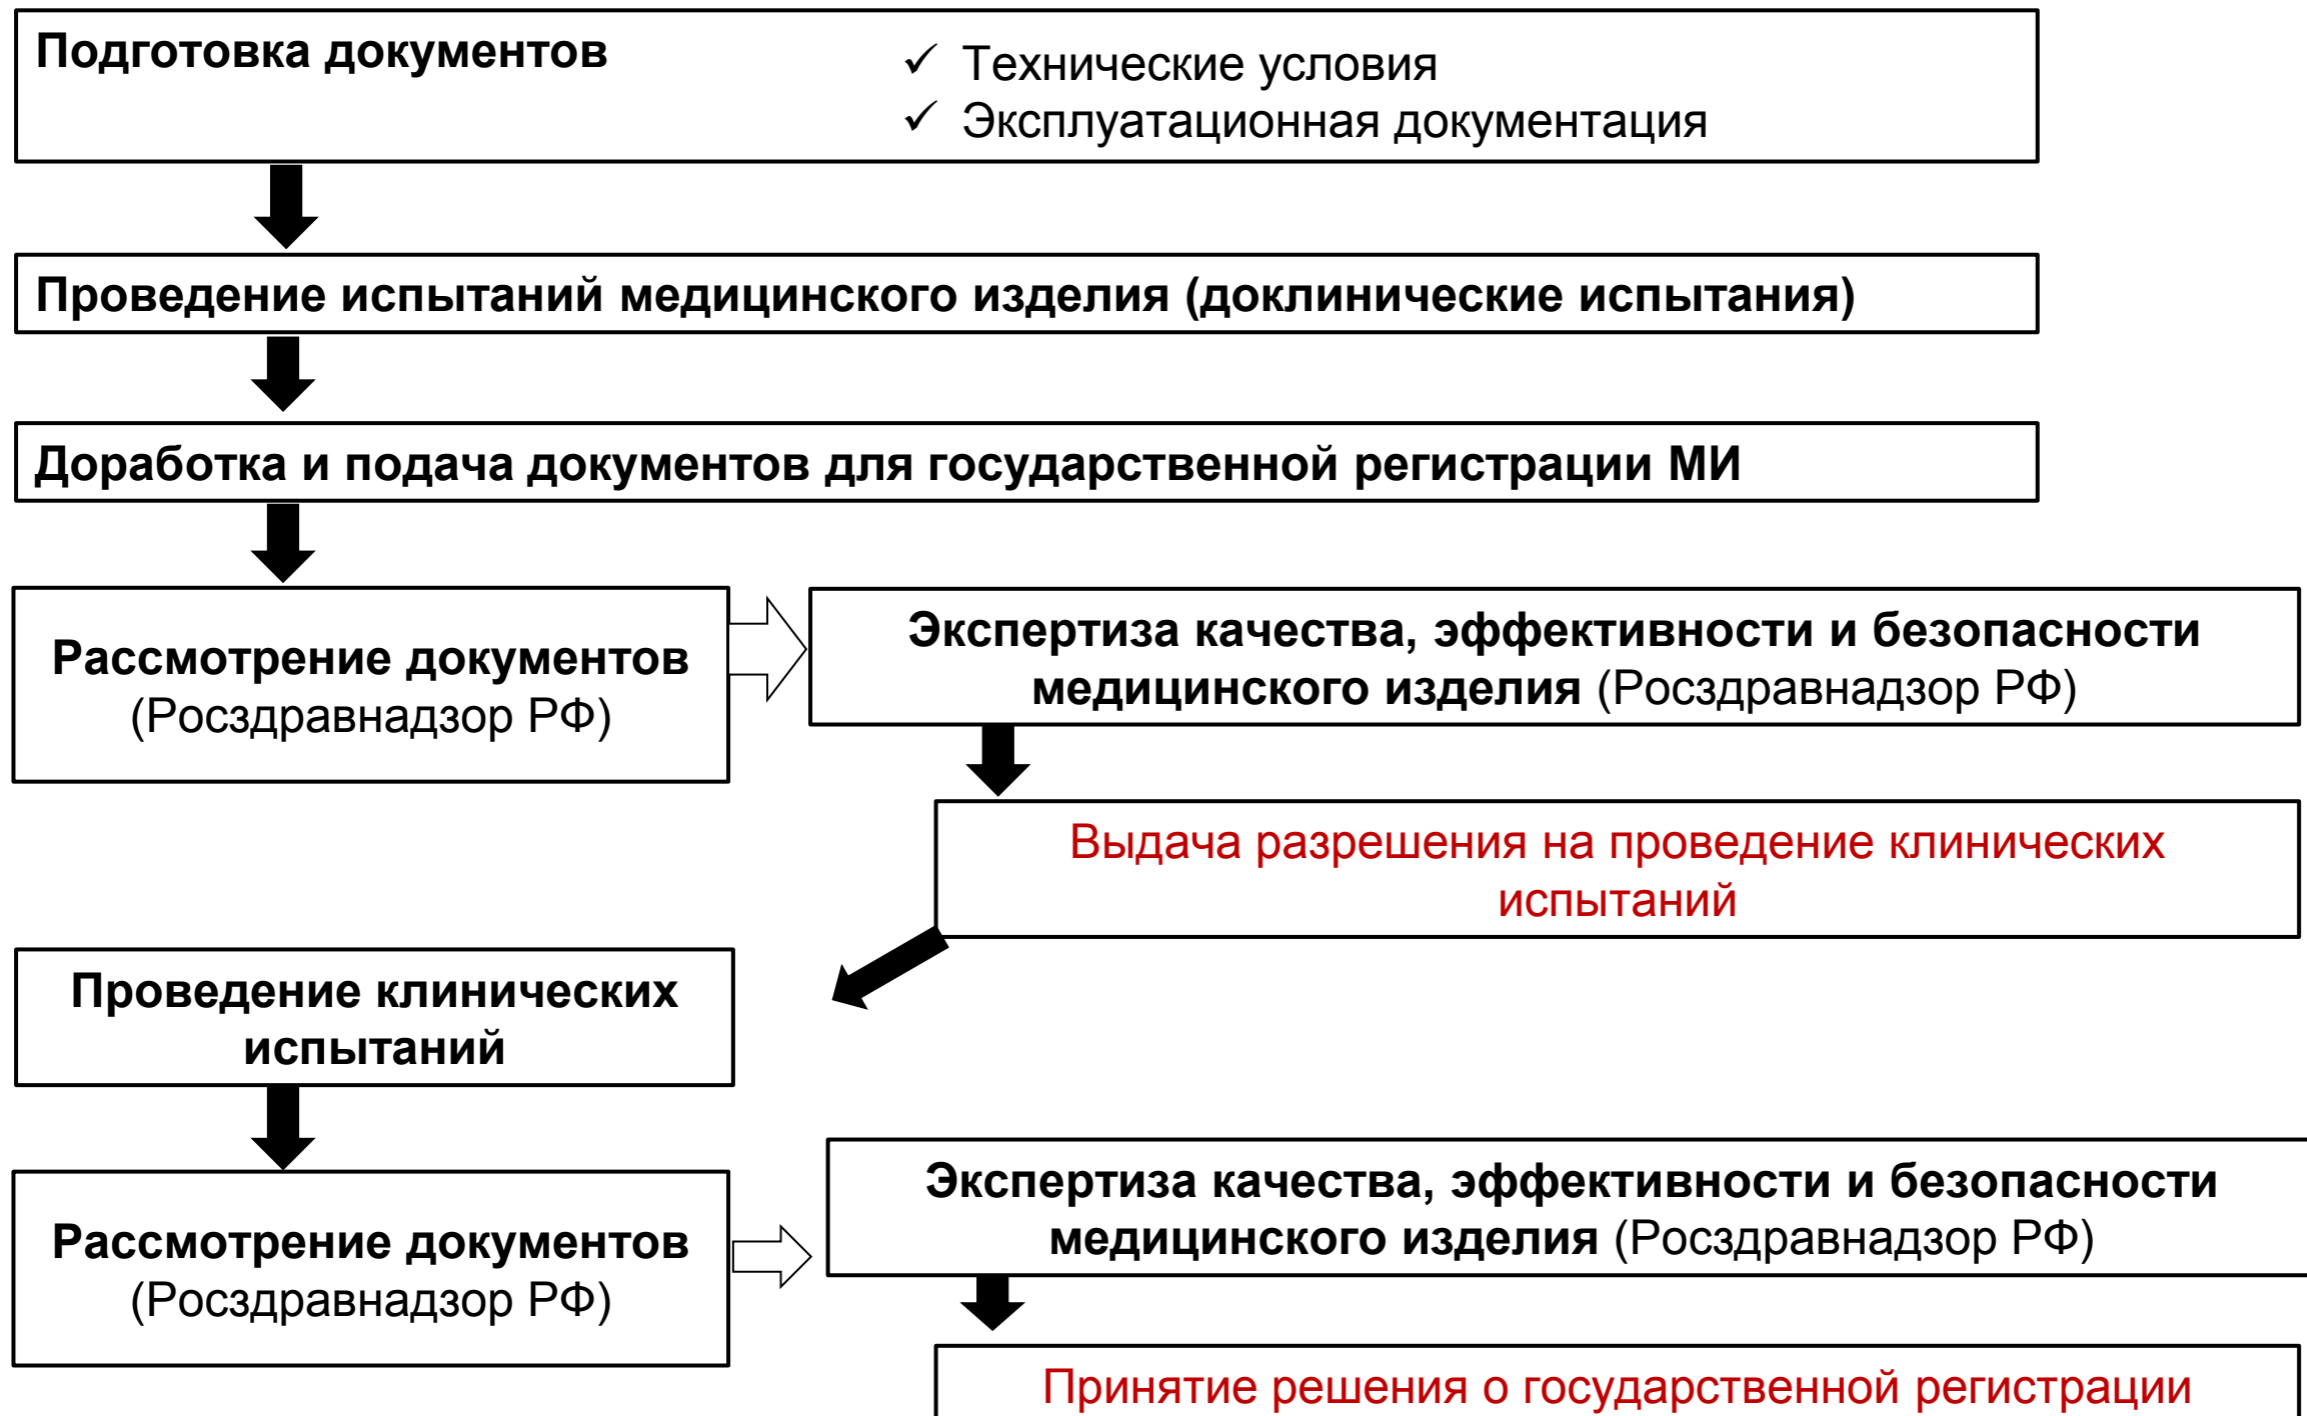 Подготовка документов
✓ Технические условия
✓ Эксплуатационная документация
Проведение испытаний медицинского изделия (доклинические испытания)
Доработка и подача документов для государственной регистрации МИ
Рассмотрение документов
(Росздравнадзор РФ)
Экспертиза качества, эффективности и безопасности
медицинского изделия (Росздравнадзор РФ)
Выдача разрешения на проведение клинических
испытаний
Проведение клинических
испытаний
Рассмотрение документов
(Росздравнадзор РФ)
Экспертиза качества, эффективности и безопасности
медицинского изделия (Росздравнадзор РФ)
Принятие решения о государственной регистрации